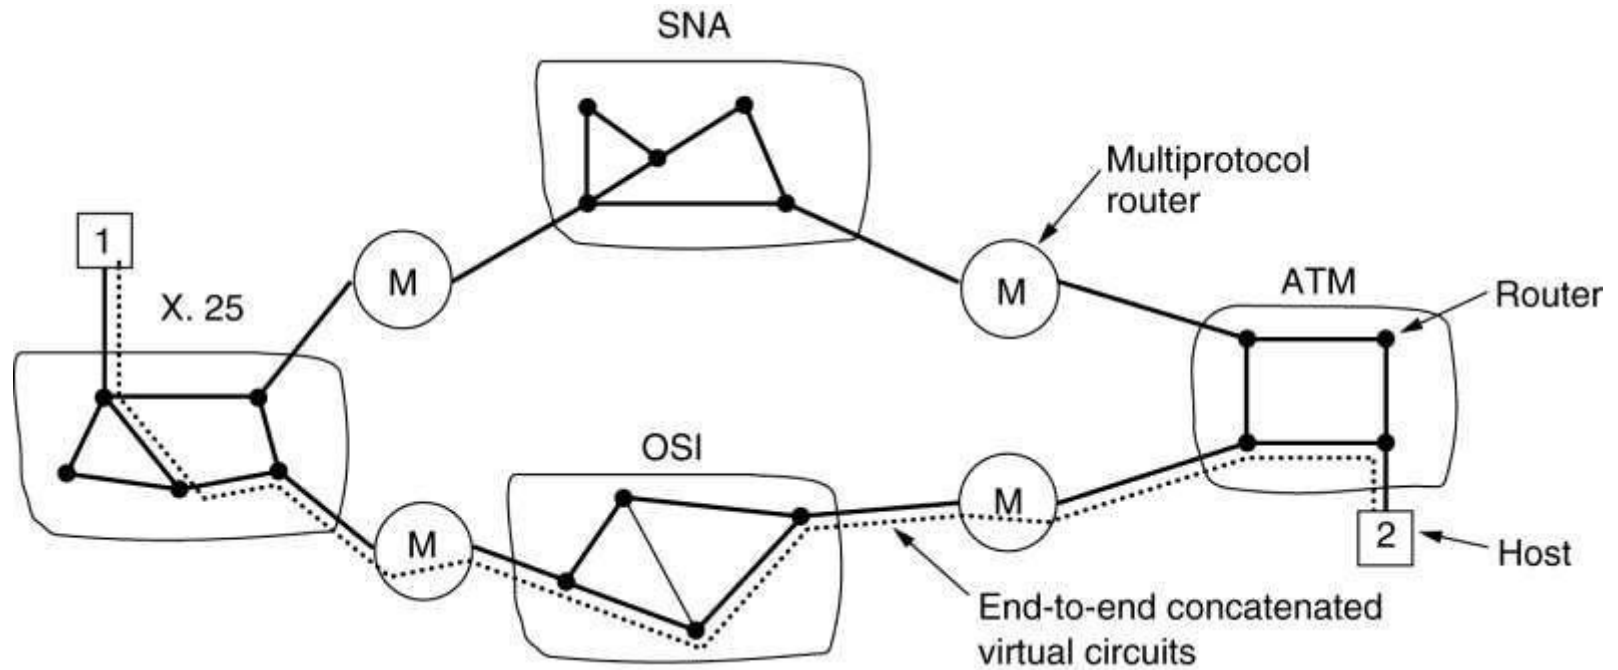 SNA
Multiprotocol
router
1
X. 25
M
M
ATM
Router
OSI
M
M
2
Host
End-to-end concatenated
virtual circuits